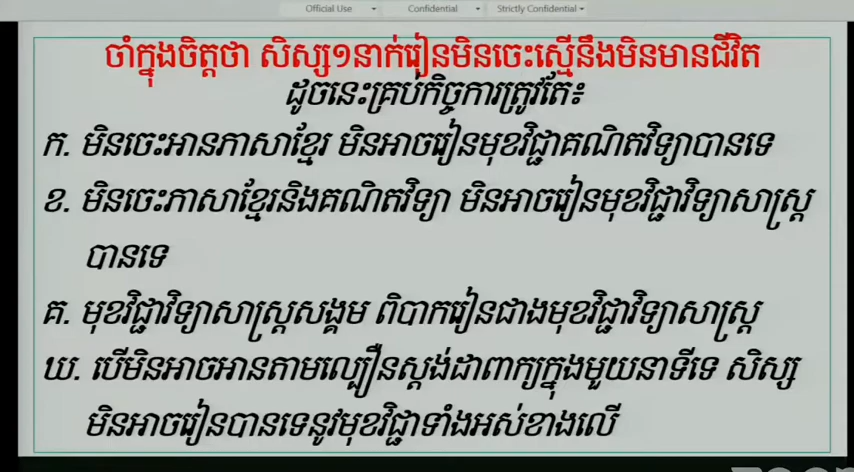 Official Use Confidential Strictly Confidential
ចាំក្នុងចិត្តថា សិស្ស១នាក់រៀនមិនចេះស្មើនឹងមិនមានជីវិត
ដូចនេះគ្រប់កិច្ចការត្រូវតែ៖
ក. មិនចេះអានភាសាខ្មែរ មិនអាចរៀនមុខវិជ្ជាគណិតវិទ្យាបានទេ
ខ. មិនចេះភាសាខ្មែរនិងគណិតវិទ្យា មិនអាចរៀនមុខវិជ្ជាវិទ្យាសាស្ត្រ
បានទេ
គ. មុខវិជ្ជាវិទ្យាសាស្ត្រសង្គម ពិបាករៀនជាងមុខវិជ្ជាវិទ្យាសាស្ត្រ
ឃ. បើមិនអាចអានតាមល្បឿនស្តង់ដាពាក្យក្នុងមួយនាទីទេ សិស្ស
មិនអាចរៀនបានទេនូវមុខវិជ្ជាទាំងអស់ខាងលើ